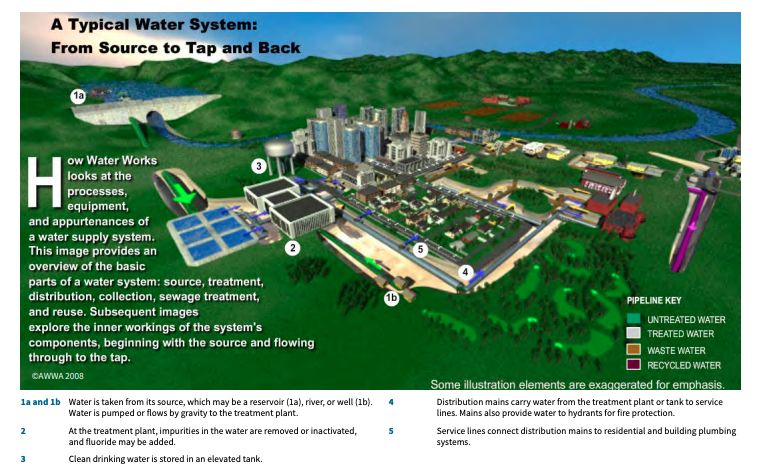 A Typical Water System:
From Source to Tap and Back
1a
3
How Water Works
looks at the
processes,
equipment,
and appurtenances of
a water supply system.
This image provides an
overview of the basic
parts of a water system: source, treatment,
distribution, collection, sewage treatment,
and reuse. Subsequent images
explore the inner workings of the system's
components, beginning with the source and flowing
through to the tap.
2
5
4
1b
PIPELINE KEY
UNTREATED WATER
TREATED WATER
WASTE WATER
RECYCLED WATER
©AWWA 2008
Some illustration elements are exaggerated for emphasis.
1a and 1b Water is taken from its source, which may be a reservoir (1a), river, or well (1b).
Water is pumped or flows by gravity to the treatment plant.
2 At the treatment plant, impurities in the water are removed or inactivated,
and fluoride may be added.
3 Clean drinking water is stored in an elevated tank.
4 Distribution mains carry water from the treatment plant or tank to service
lines. Mains also provide water to hydrants for fire protection.
5 Service lines connect distribution mains to residential and building plumbing
systems.